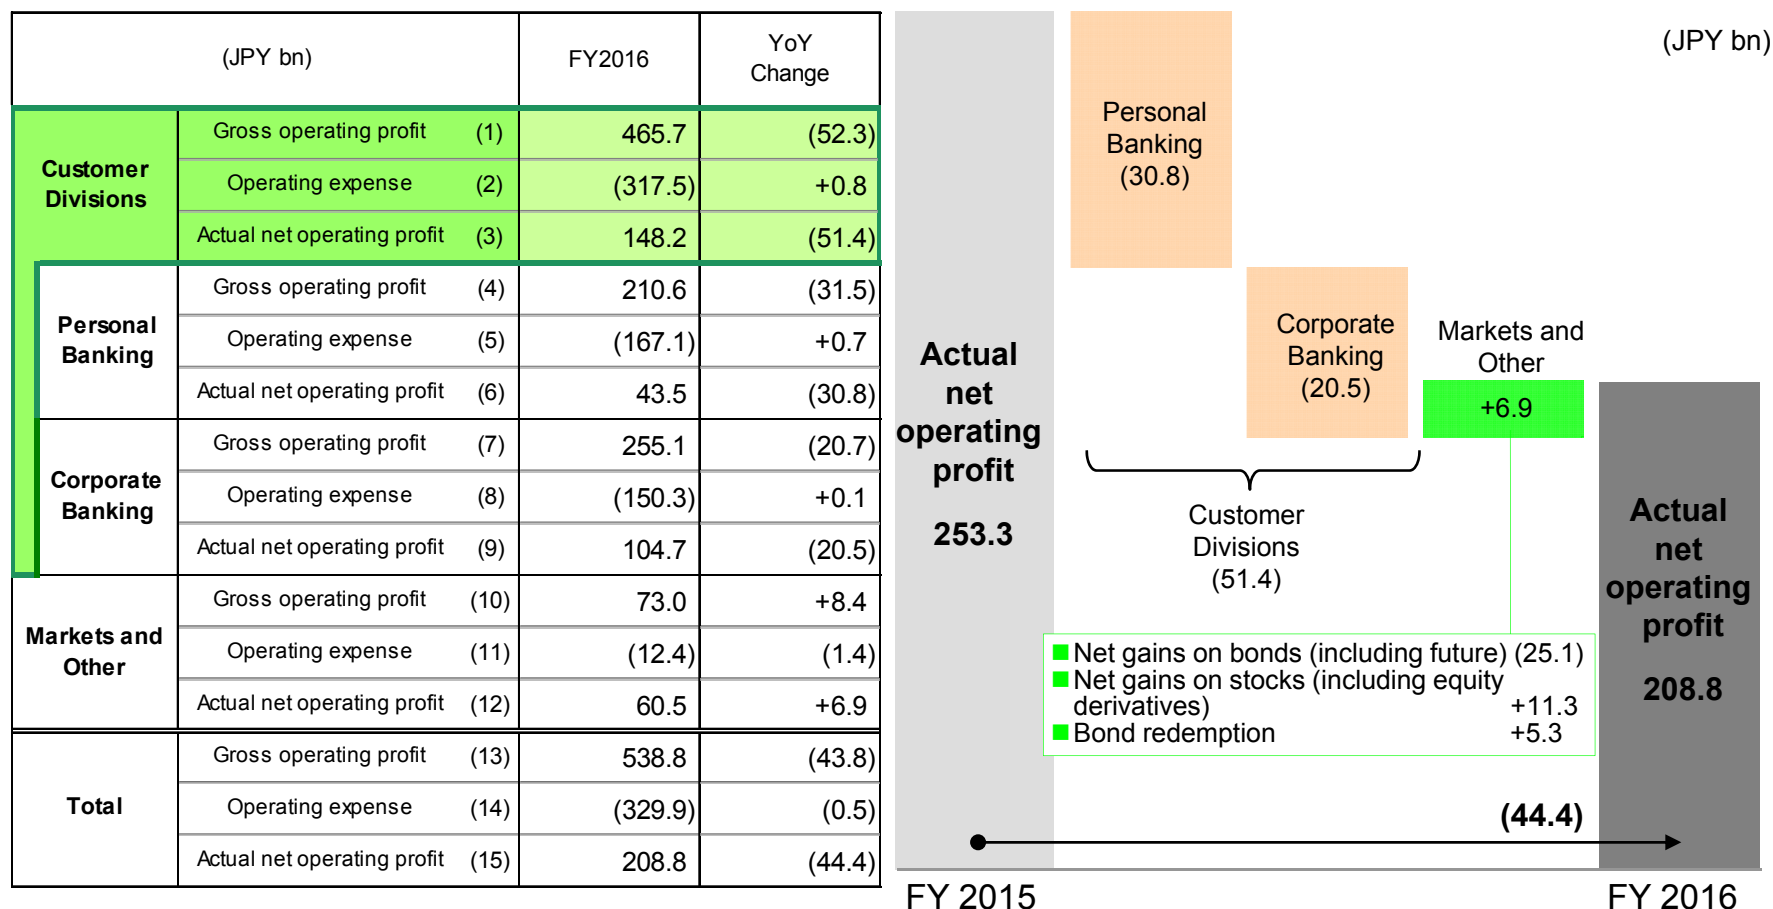 (JPY bn) FY2016 YoY Change
Customer Divisions
Gross operating profit (1) 465.7 (52.3)
Operating expense (2) (317.5) +0.8
Actual net operating profit (3) 148.2 (51.4)
Personal Banking
Gross operating profit (4) 210.6 (31.5)
Operating expense (5) (167.1) +0.7
Actual net operating profit (6) 43.5 (30.8)
Corporate Banking
Gross operating profit (7) 255.1 (20.7)
Operating expense (8) (150.3) +0.1
Actual net operating profit (9) 104.7 (20.5)
Markets and Other
Gross operating profit (10) 73.0 +8.4
Operating expense (11) (12.4) (1.4)
Actual net operating profit (12) 60.5 +6.9
Total
Gross operating profit (13) 538.8 (43.8)
Operating expense (14) (329.9) (0.5)
Actual net operating profit (15) 208.8 (44.4)
(JPY bn)
Actual
net
operating
profit
253.3
Personal
Banking
(30.8)
Corporate
Banking
(20.5)
Markets and
Other
+6.9
Customer
Divisions
(51.4)
■ Net gains on bonds (including future) (25.1)
■ Net gains on stocks (including equity
derivatives) +11.3
■ Bond redemption +5.3
Actual
net
operating
profit
208.8
(44.4)
FY 2015
FY 2016